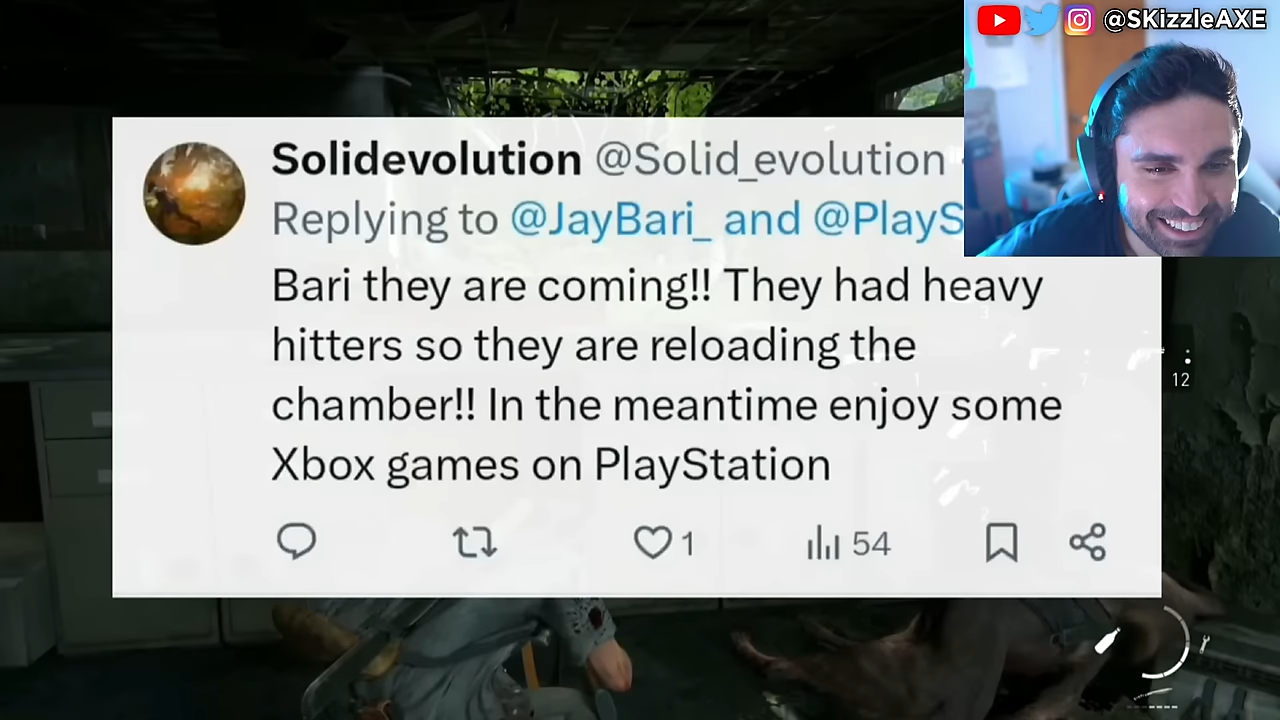 @SKizzleAXE
Solidevolution @Solid_evolution
Replying to @JayBari_ and @PlayS
Bari they are coming!! They had heavy
hitters so they are reloading the
chamber!! In the meantime enjoy some
Xbox games on PlayStation
1
54
12